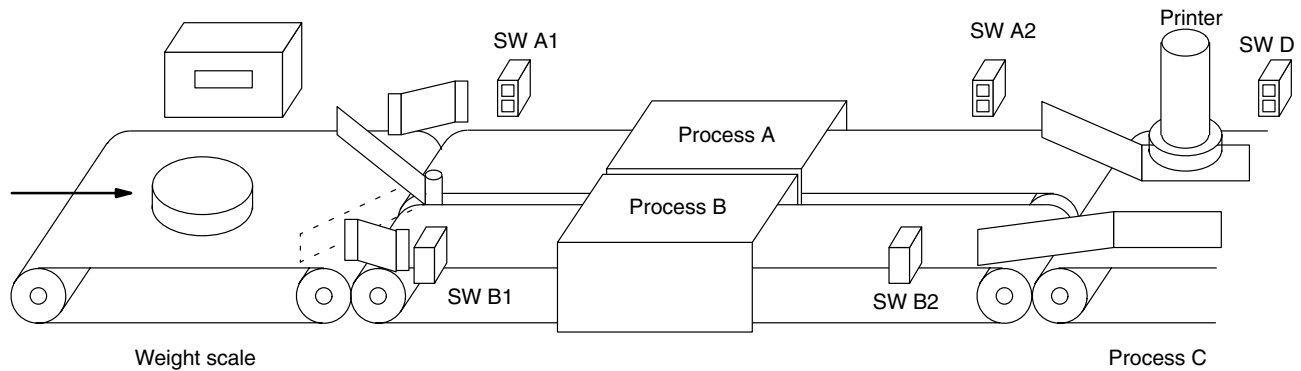 Printer
SW A1
SW A2
SW D
Process A
Process B
SW B1
SW B2
Weight scale
Process C